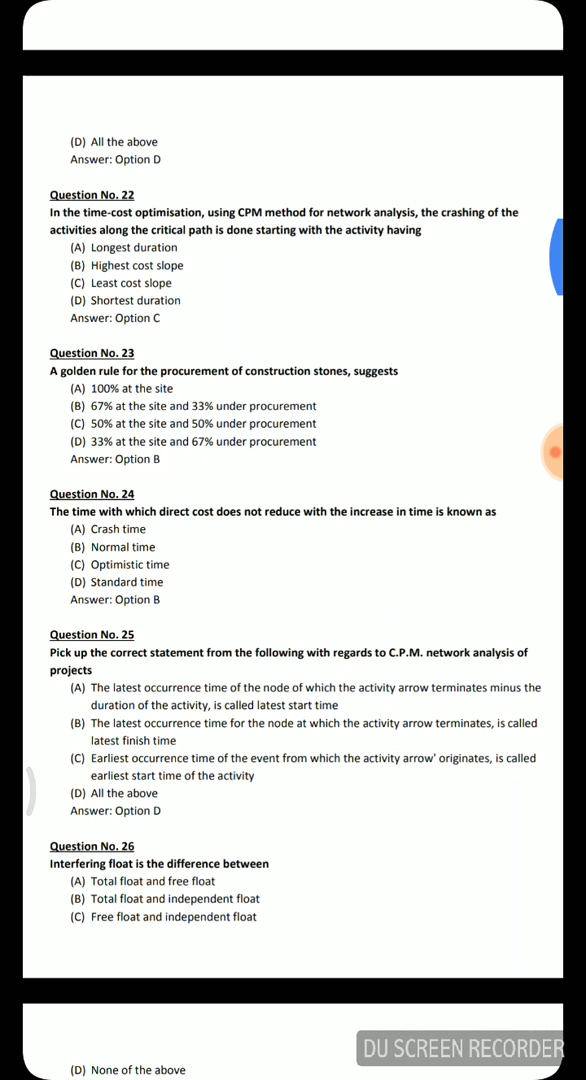 (D) All the above
Answer: Option D
Question No. 22
In the time-cost optimisation, using CPM method for network analysis, the crashing of the
activities along the critical path is done starting with the activity having
(A) Longest duration
(B) Highest cost slope
(C) Least cost slope
(D) Shortest duration
Answer: Option C
Question No. 23
A golden rule for the procurement of construction stones, suggests
(A) 100% at the site
(B) 67% at the site and 33% under procurement
(C) 50% at the site and 50% under procurement
(D) 33% at the site and 67% under procurement
Answer: Option B
Question No. 24
The time with which direct cost does not reduce with the increase in time is known as
(A) Crash time
(B) Normal time
(C) Optimistic time
(D) Standard time
Answer: Option B
Question No. 25
Pick up the correct statement from the following with regards to C.P.M. network analysis of
projects
(A) The latest occurrence time of the node of which the activity arrow terminates minus the
duration of the activity, is called latest start time
(B) The latest occurrence time for the node at which the activity arrow terminates, is called
latest finish time
(C) Earliest occurrence time of the event from which the activity arrow' originates, is called
earliest start time of the activity
(D) All the above
Answer: Option D
Question No. 26
Interfering float is the difference between
(A) Total float and free float
(B) Total float and independent float
(C) Free float and independent float
DU SCREEN RECORDER
(D) None of the above